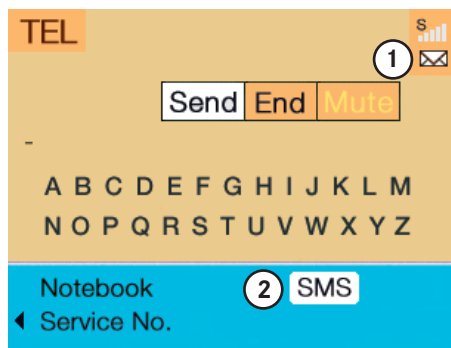 TEL
S
1
Send End Mute
-
A B C D E F G H I J K L M
N O P Q R S T U V W X Y Z
Notebook 2 SMS
Service No.